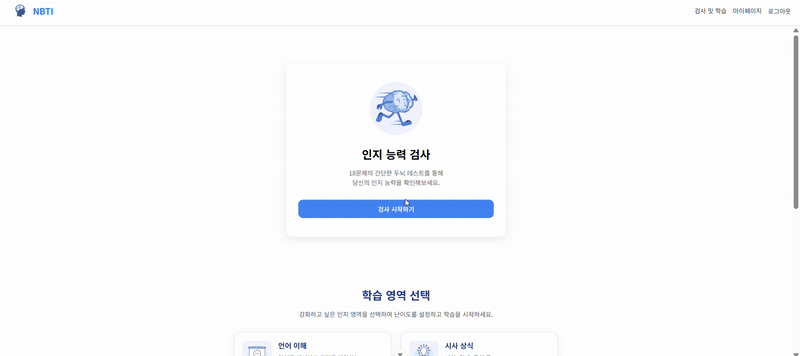 NBTI
검사 및 학습 마이페이지 로그아웃
인지 능력 검사
18문제의 간단한 두뇌 테스트를 통해
당신의 인지 능력을 확인해보세요.
검사 시작하기
학습 영역 선택
강화하고 싶은 인지 영역을 선택하여 난이도를 설정하고 학습을 시작하세요.
언어 이해
시사 상식